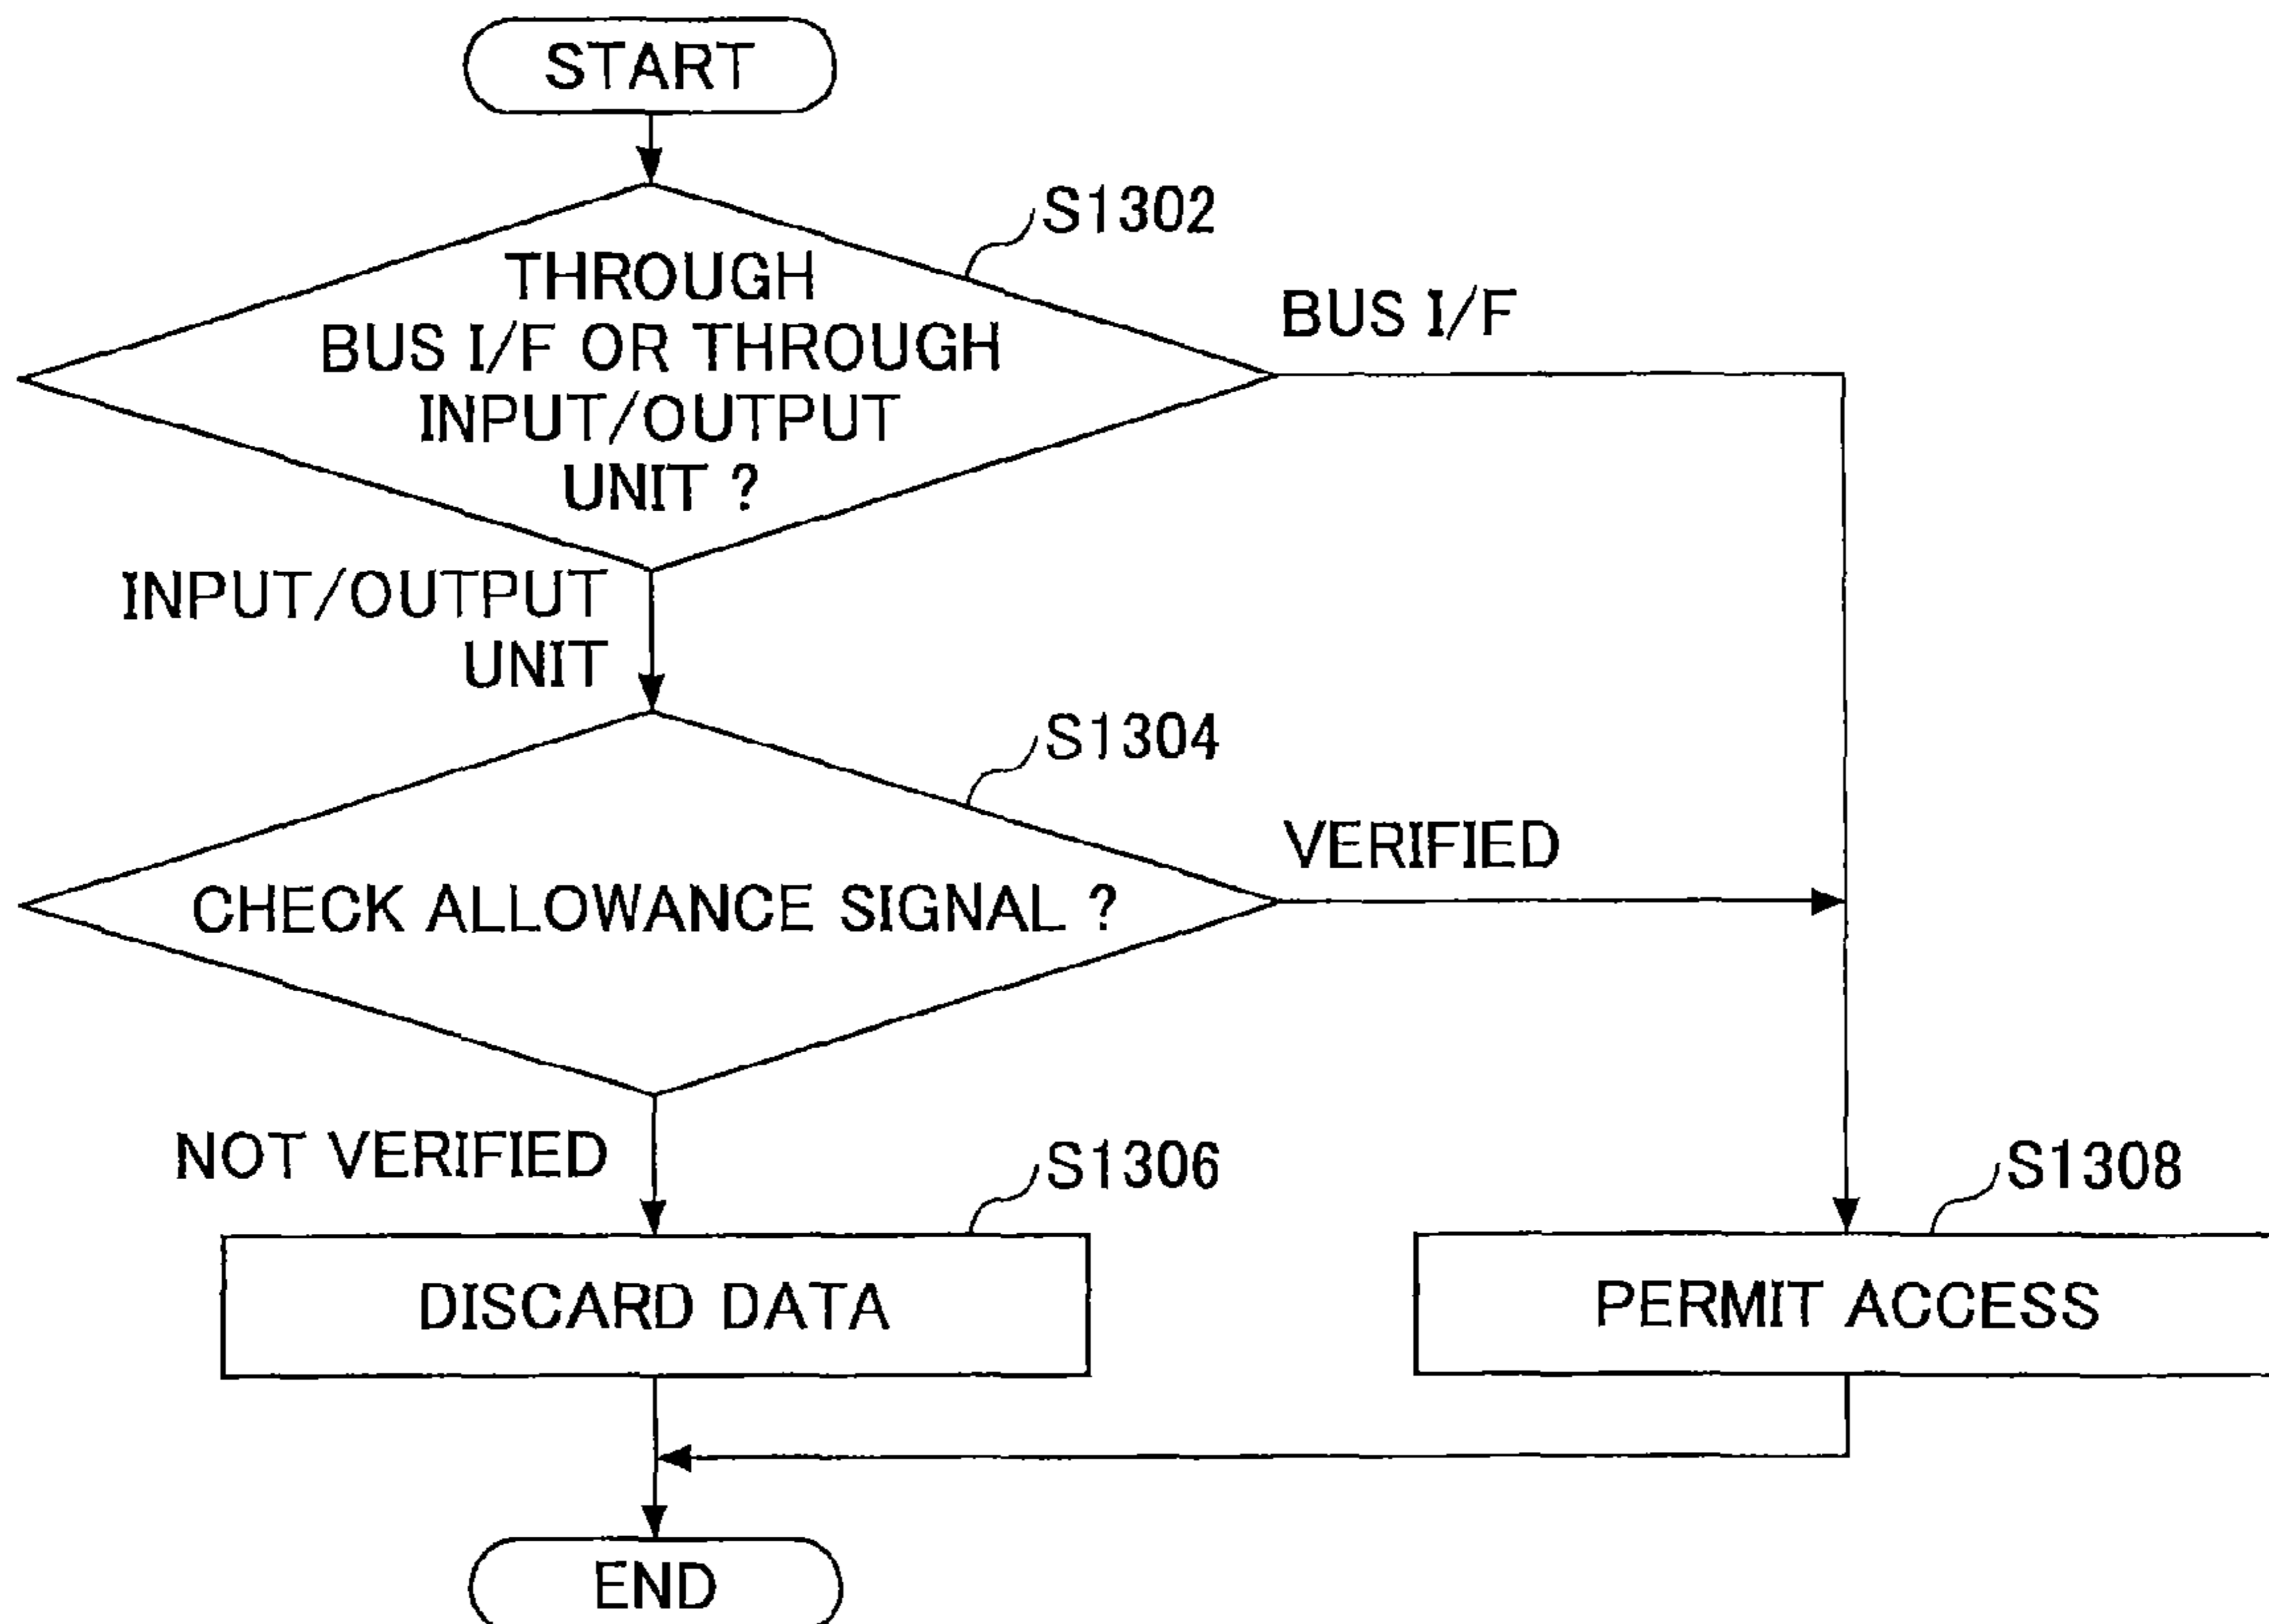 START
S1302
THROUGH
BUS I/F OR THROUGH
INPUT/OUTPUT
UNIT ?
BUS I/F
INPUT/OUTPUT
UNIT
S1304
CHECK ALLOWANCE SIGNAL ?
VERIFIED
NOT VERIFIED
S1306
S1308
DISCARD DATA
PERMIT ACCESS
END